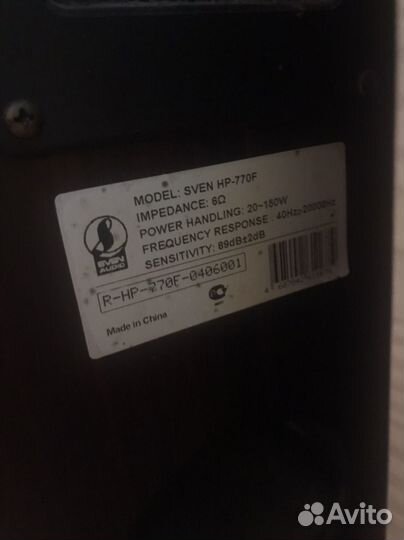 MODEL: SVEN HP-770F
IMPEDANCE: 6Ω
POWER HANDLING: 20-150W
FREQUENCY RESPONSE : 40Hz-20000Hz
SENSITIVITY: 89dB±2dB
SVEN
AUDIO
R-HP-770F-0406001
Made in China
Avito